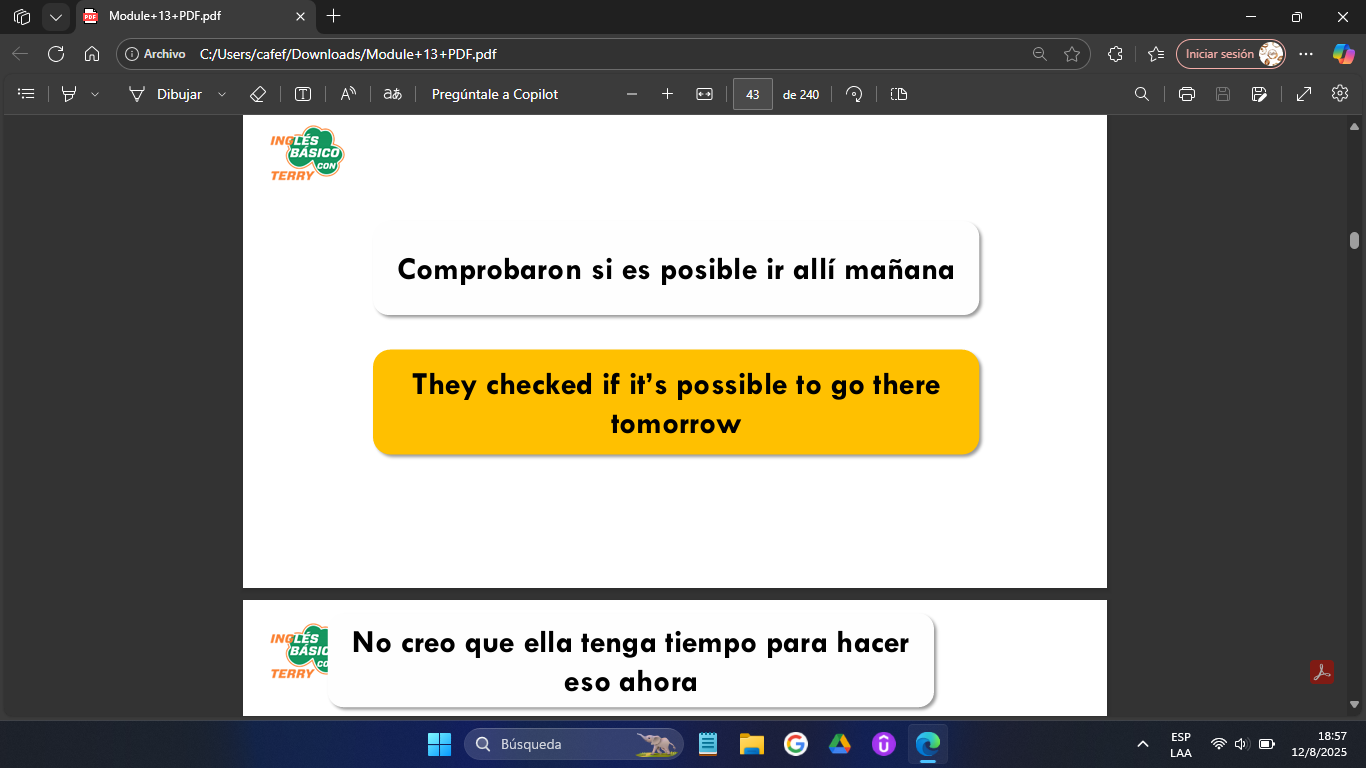 Module+13+PDF.pdf
Archivo C:/Users/cafef/Downloads/Module+13+PDF.pdf Iniciar sesión
Dibujar Pregúntale a Copilot 43 de 240
INGLÉS
BÁSICO
CON
TERRY
Comprobaron si es posible ir allí mañana
They checked if it’s possible to go there
tomorrow
INGLÉS
BÁSIC
CO
TERRY
No creo que ella tenga tiempo para hacer
eso ahora
Búsqueda
ESP
LAA
18:57
12/8/2025